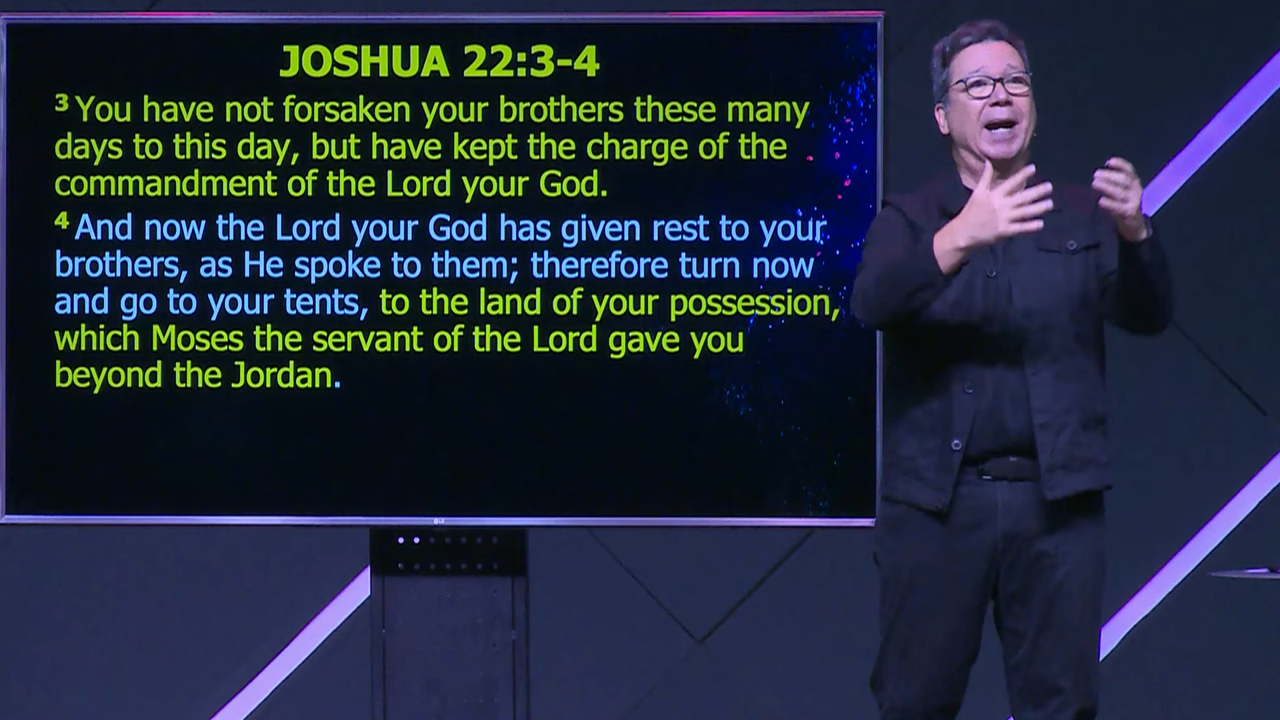 JOSHUA 22:3-4
3 You have not forsaken your brothers these many
days to this day, but have kept the charge of the
commandment of the Lord your God.
4 And now the Lord your God has given rest to your
brothers, as He spoke to them; therefore turn now
and go to your tents, to the land of your possession,
which Moses the servant of the Lord gave you
beyond the Jordan.
LG